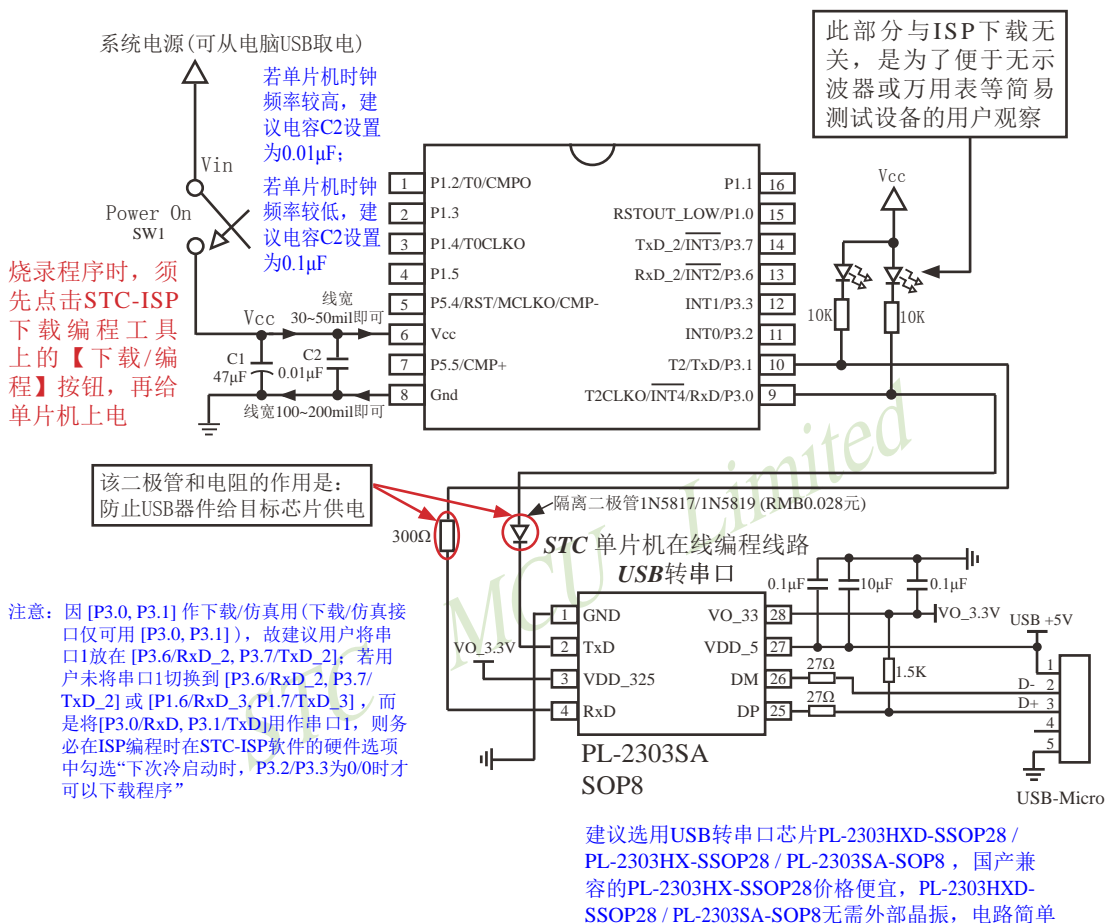 系统电源(可从电脑USB取电)
此部分与ISP下载无
关，是为了便于无示
波器或万用表等简易
测试设备的用户观察
若单片机时钟
频率较高，建
议电容C2设置
为0.01μF；
若单片机时钟
频率较低，建
议电容C2设置
为0.1μF
Vin
Power On
SW1
烧录程序时，须
先点击STC-ISP
下载编程工具
上的【下载/编
程】按钮，再给
单片机上电
Vcc
线宽
30~50mil即可
C1
47μF
C2
0.01μF
线宽100~200mil即可
1 P1.2/T0/CMPO
2 P1.3
3 P1.4/T0CLKO
4 P1.5
5 P5.4/RST/MCLKO/CMP-
6 Vcc
7 P5.5/CMP+
8 Gnd
P1.1 16
RSTOUT_LOW/P1.0 15
TxD_2/INT3/P3.7 14
RxD_2/INT2/P3.6 13
INT1/P3.3 12
INT0/P3.2 11
T2/TxD/P3.1 10
T2CLKO/INT4/RxD/P3.0 9
Vcc
10K
10K
该二极管和电阻的作用是：
防止USB器件给目标芯片供电
300Ω
隔离二极管1N5817/1N5819 (RMB0.028元)
STC 单片机在线编程线路
USB转串口
STC MCU Limited
注意：因 [P3.0, P3.1] 作下载/仿真用(下载/仿真接
口仅可用 [P3.0, P3.1] )，故建议用户将串
口1放在 [P3.6/RxD_2, P3.7/TxD_2]；若用
户未将串口1切换到 [P3.6/RxD_2, P3.7/
TxD_2] 或 [P1.6/RxD_3, P1.7/TxD_3]，而
是将[P3.0/RxD, P3.1/TxD]用作串口1，则务
必在ISP编程时在STC-ISP软件的硬件选项
中勾选“下次冷启动时，P3.2/P3.3为0/0时才
可以下载程序”
VO_3.3V
1 GND
2 TxD
3 VDD_325
4 RxD
VO_33 28
VDD_5 27
DM 26
DP 25
PL-2303SA
SOP8
0.1μF
10μF
0.1μF
VO_3.3V
USB +5V
1.5K
27Ω
27Ω
D-
D+
1
2
3
4
5
USB-Micro
建议选用USB转串口芯片PL-2303HXD-SSOP28 /
PL-2303HX-SSOP28 / PL-2303SA-SOP8 ，国产兼
容的PL-2303HX-SSOP28价格便宜，PL-2303HXD-
SSOP28 / PL-2303SA-SOP8无需外部晶振，电路简单